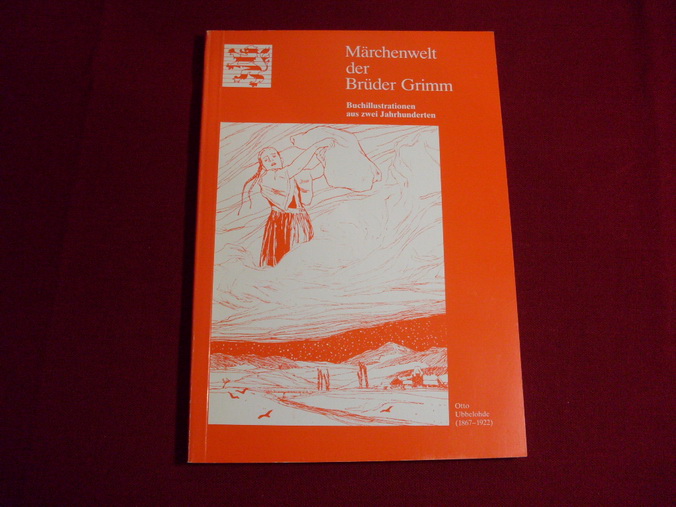 Märchenwelt
der
Brüder Grimm
Buchillustrationen
aus zwei Jahrhunderten
Otto
Ubbelohde
(1867–1922)